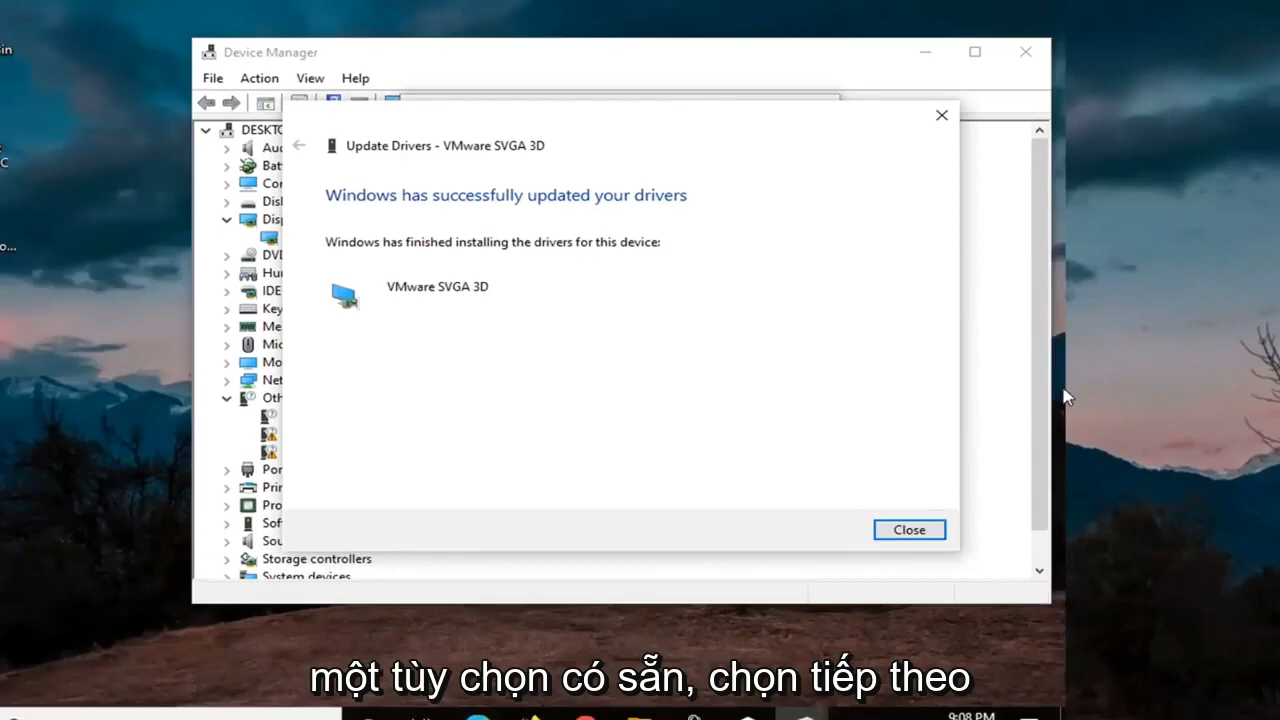 in
Device Manager
File Action View Help
C
DESKTO
Update Drivers - VMware SVGA 3D
Windows has successfully updated your drivers
Windows has finished installing the drivers for this device:
VMware SVGA 3D
Au
Bat
Co
Disl
Dis
o...
DVI
Hu
IDE
Key
Me
Mic
Mo
Net
Oth
Por
Prin
Pro
Sof
Sou
Close
Storage controllers
System devices
một tùy chọn có sẵn, chọn tiếp theo
9:08 PM